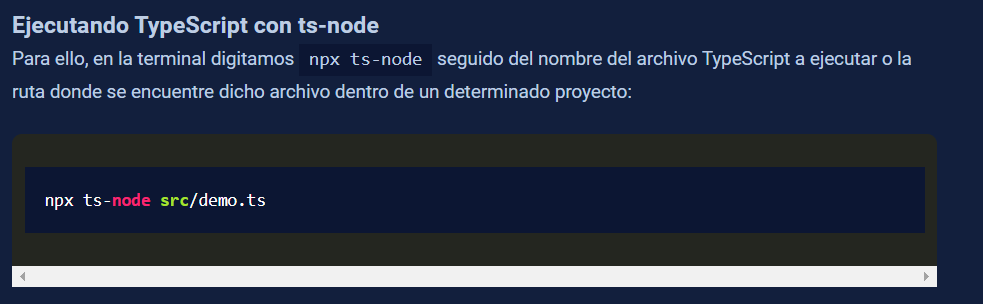 Ejecutando TypeScript con ts-node
Para ello, en la terminal digitamos npx ts-node seguido del nombre del archivo TypeScript a ejecutar o la
ruta donde se encuentre dicho archivo dentro de un determinado proyecto:
npx ts-node src/demo.ts